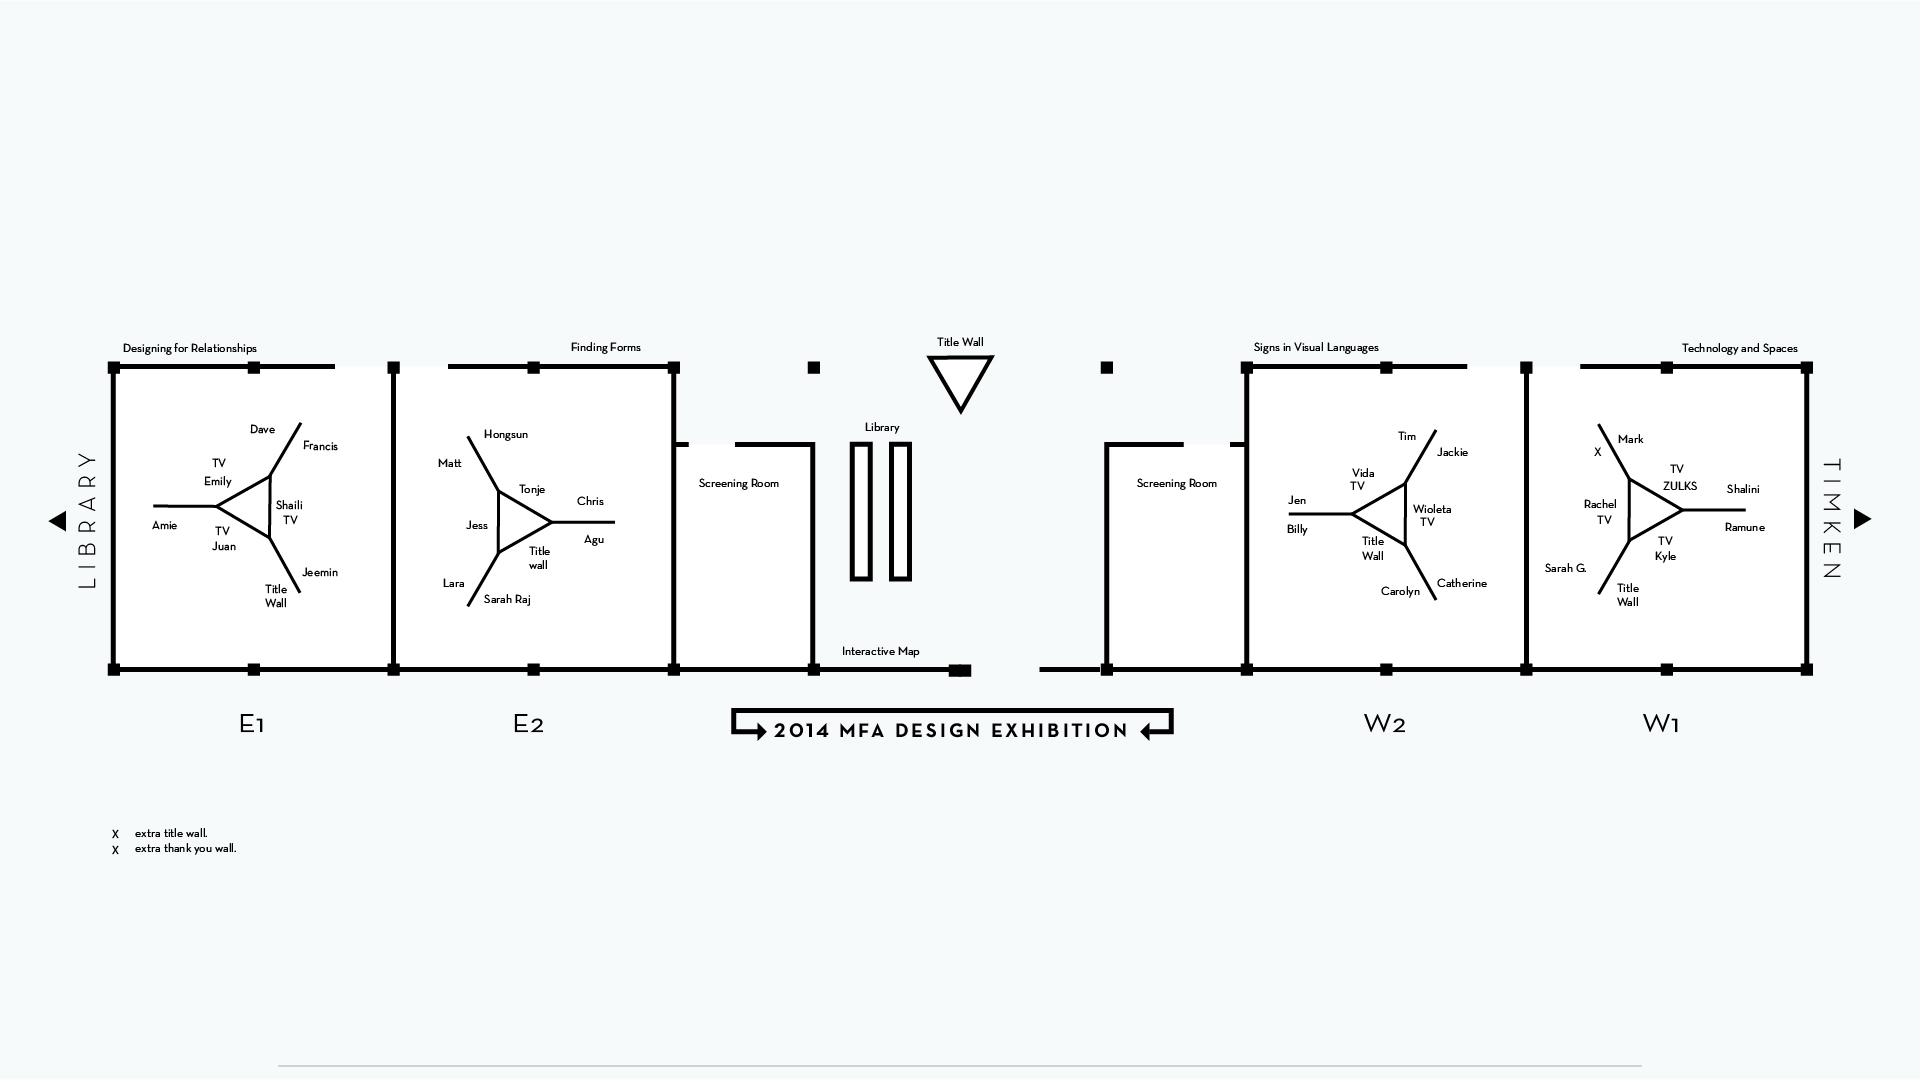 Title Wall
Designing for Relationships
Finding Forms
Signs in Visual Languages
Technology and Spaces
LIBRARY
Dave
Francis
TV
Emily
Shaili
TV
Amie
TV
Juan
Jeemin
Title
Wall
Hongsun
Matt
Tonje
Chris
Jess
Agu
Title
wall
Lara
Sarah Raj
Screening Room
Library
Interactive Map
Screening Room
Tim
Jackie
Vida
TV
Jen
Wioleta
TV
Billy
Title
Wall
Carolyn
Catherine
Mark
X
TV
ZULKS
Shalini
Rachel
TV
Ramune
TV
Kyle
Sarah G.
Title
Wall
TIMKEN
E1
E2
2014 MFA DESIGN EXHIBITION
W2
W1
X extra title wall.
X extra thank you wall.